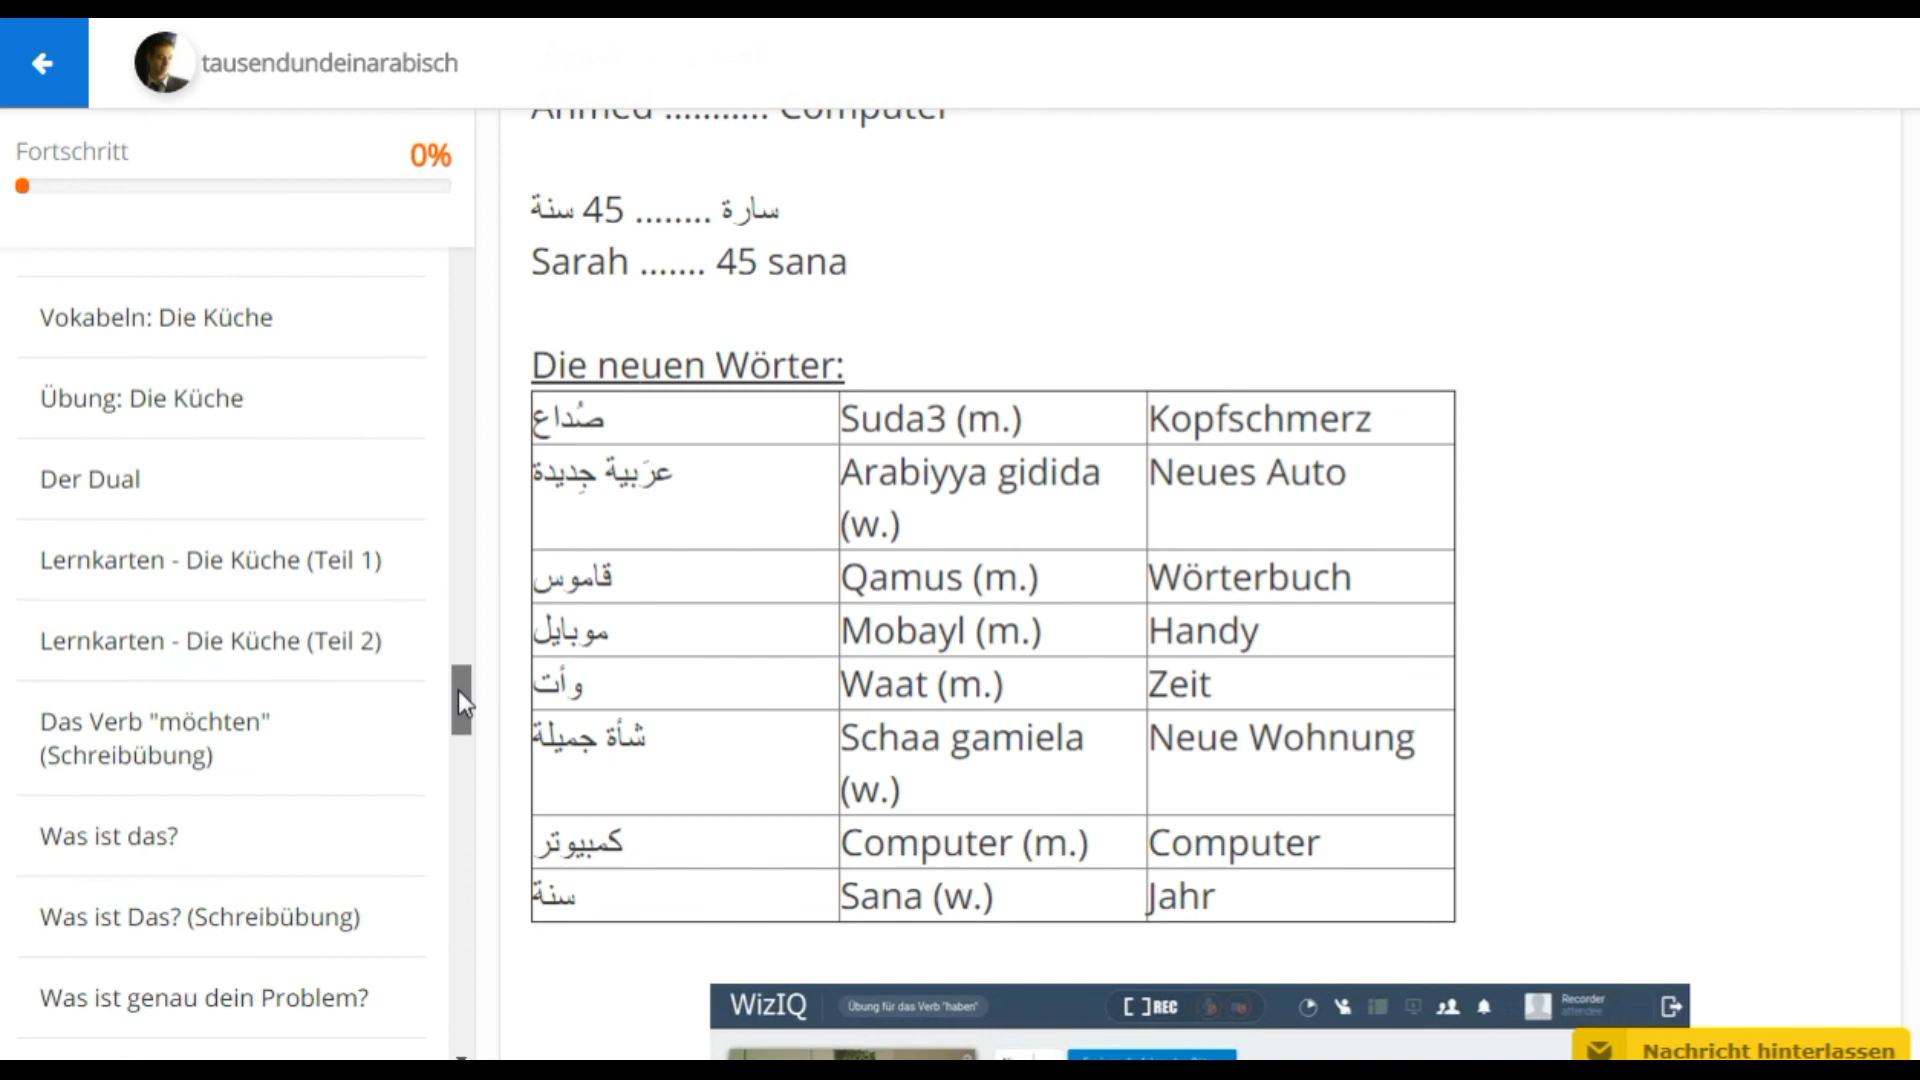 tausendundeinarabisch
Fortschritt
0%
Vokabeln: Die Küche
Übung: Die Küche
Der Dual
Lernkarten - Die Küche (Teil 1)
Lernkarten - Die Küche (Teil 2)
Das Verb "möchten"
(Schreibübung)
Was ist das?
Was ist Das? (Schreibübung)
Was ist genau dein Problem?
Ahmed ........... Computer
سارة ........ 45 سنة
Sarah ....... 45 sana
Die neuen Wörter:
صُداع Suda3 (m.) Kopfschmerz
عرَبية جِديدة Arabiyya gidida (w.) Neues Auto
قاموس Qamus (m.) Wörterbuch
موبايل Mobayl (m.) Handy
وأت Waat (m.) Zeit
شأة جميلة Schaa gamiela (w.) Neue Wohnung
كمبيوتر Computer (m.) Computer
سنة Sana (w.) Jahr
WizIQ Übung für das Verb "haben" [ ] REC Recorder
attendee
Nachricht hinterlassen